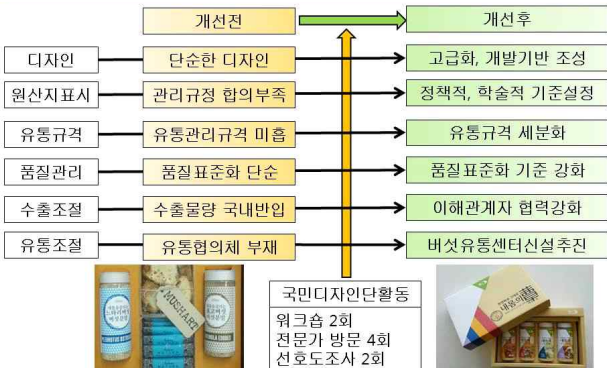 개선전 개선후
디자인 단순한 디자인 고급화, 개발기반 조성
원산지표시 관리규정 합의부족 정책적, 학술적 기준설정
유통규격 유통관리규격 미흡 유통규격 세분화
품질관리 품질표준화 단순 품질표준화 기준 강화
수출조절 수출물량 국내반입 이해관계자 협력강화
유통조절 유통협의체 부재 버섯유통센터신설추진
MUSHART
국민디자인단활동
워크숍 2회
전문가 방문 4회
선호도조사 2회